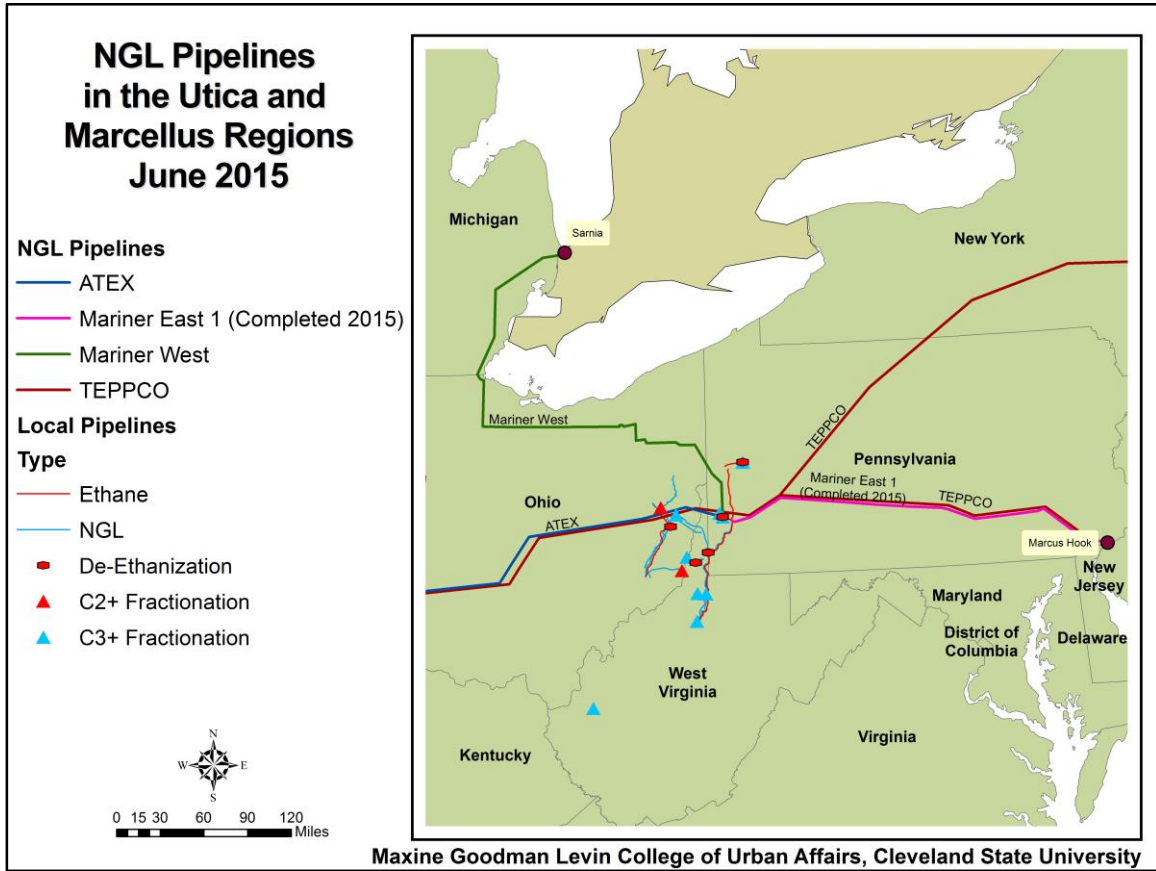 NGL Pipelines
in the Utica and
Marcellus Regions
June 2015
NGL Pipelines
ATEX
Mariner East 1 (Completed 2015)
Mariner West
TEPPCO
Local Pipelines
Type
Ethane
NGL
De-Ethanization
C2+ Fractionation
C3+ Fractionation
N
W E
S
0 15 30 60 90 120
Miles
Michigan
Sarnia
New York
Mariner West
TEPPCO
Pennsylvania
Mariner East 1
(Completed 2015)
TEPPCO
Ohio
ATEX
Marcus Hook
New
Jersey
Maryland
District of
Columbia
Delaware
West
Virginia
Virginia
Kentucky
Maxine Goodman Levin College of Urban Affairs, Cleveland State University